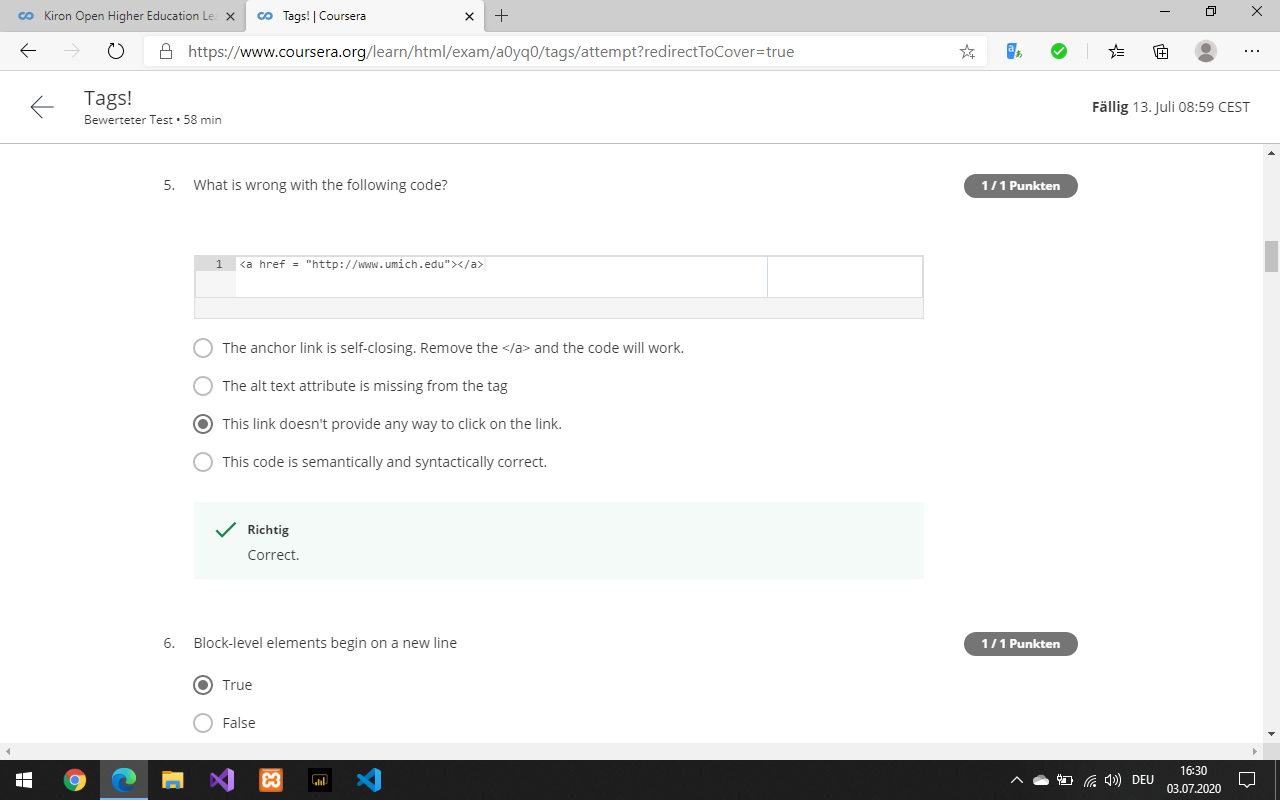 Kiron Open Higher Education Le
Tags! | Coursera
https://www.coursera.org/learn/html/exam/a0yq0/tags/attempt?redirectToCover=true
Tags!
Bewerteter Test • 58 min
Fällig 13. Juli 08:59 CEST
5. What is wrong with the following code?
1 / 1 Punkten
1 <a href = "http://www.umich.edu"></a>
The anchor link is self-closing. Remove the </a> and the code will work.
The alt text attribute is missing from the tag
This link doesn't provide any way to click on the link.
This code is semantically and syntactically correct.
Richtig
Correct.
6. Block-level elements begin on a new line
1 / 1 Punkten
True
False
DEU
16:30
03.07.2020